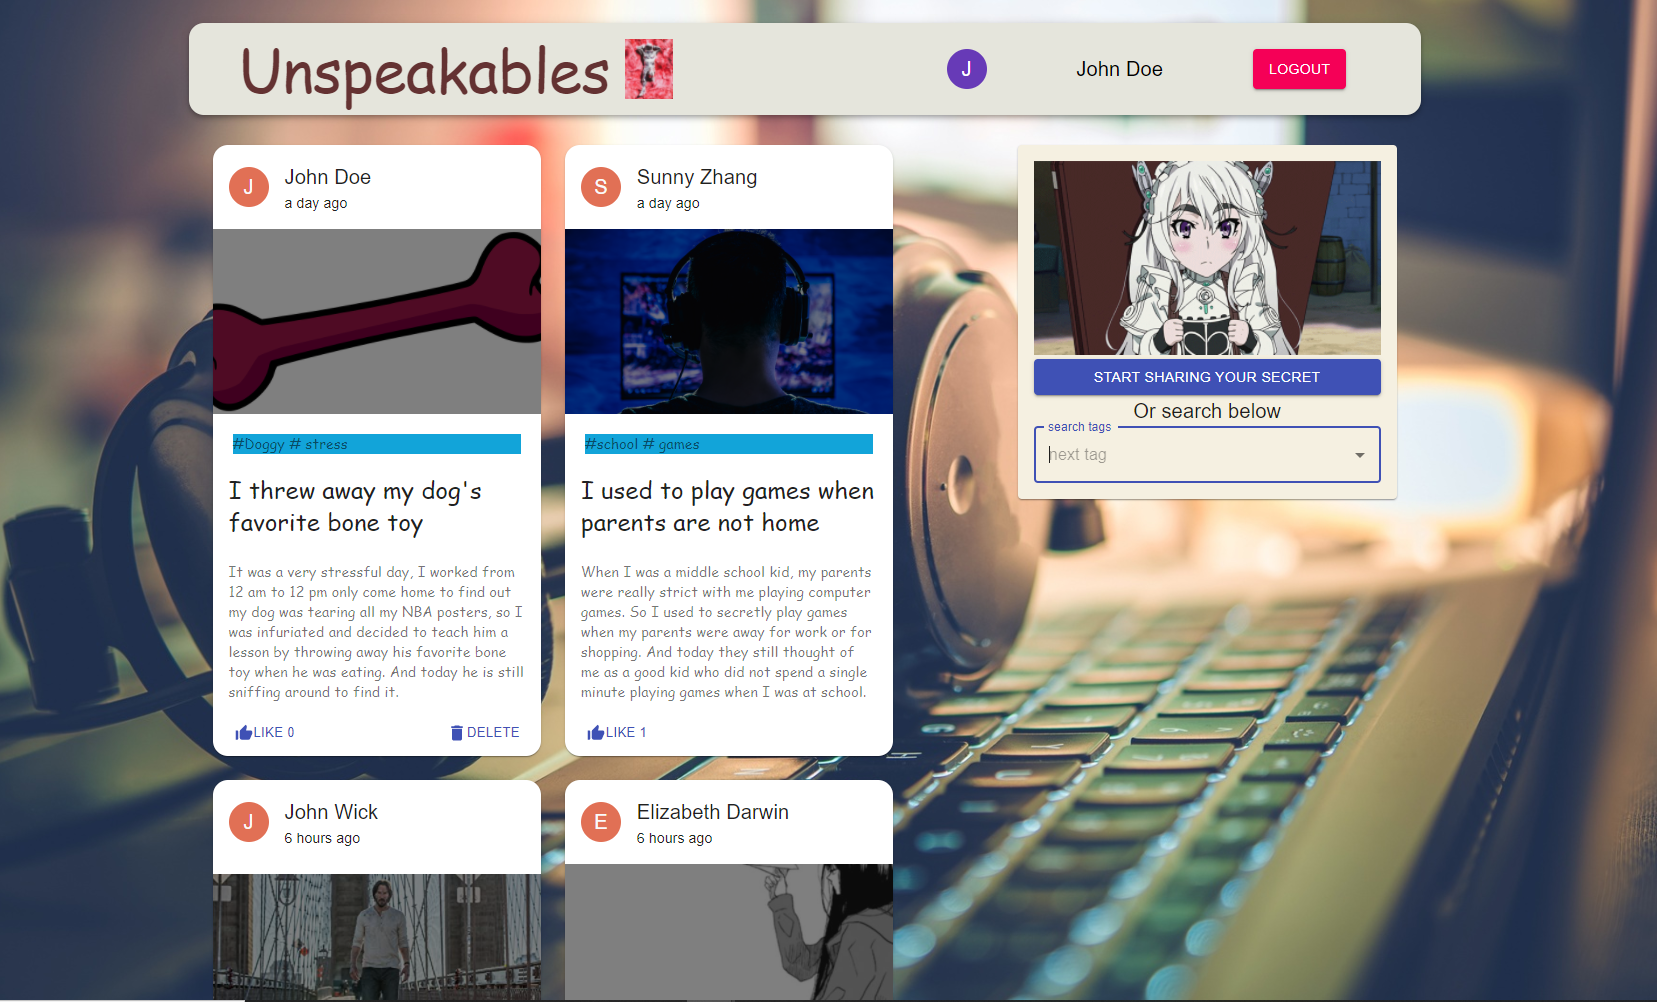 Unspeakables
J
John Doe
LOGOUT
J
John Doe
a day ago
#Doggy # stress
I threw away my dog's
favorite bone toy
It was a very stressful day, I worked from
12 am to 12 pm only come home to find out
my dog was tearing all my NBA posters, so I
was infuriated and decided to teach him a
lesson by throwing away his favorite bone
toy when he was eating. And today he is still
sniffing around to find it.
LIKE 0
DELETE
S
Sunny Zhang
a day ago
#school # games
I used to play games when
parents are not home
When I was a middle school kid, my parents
were really strict with me playing computer
games. So I used to secretly play games
when my parents were away for work or for
shopping. And today they still thought of
me as a good kid who did not spend a single
minute playing games when I was at school.
LIKE 1
START SHARING YOUR SECRET
Or search below
search tags
next tag
J
John Wick
6 hours ago
E
Elizabeth Darwin
6 hours ago